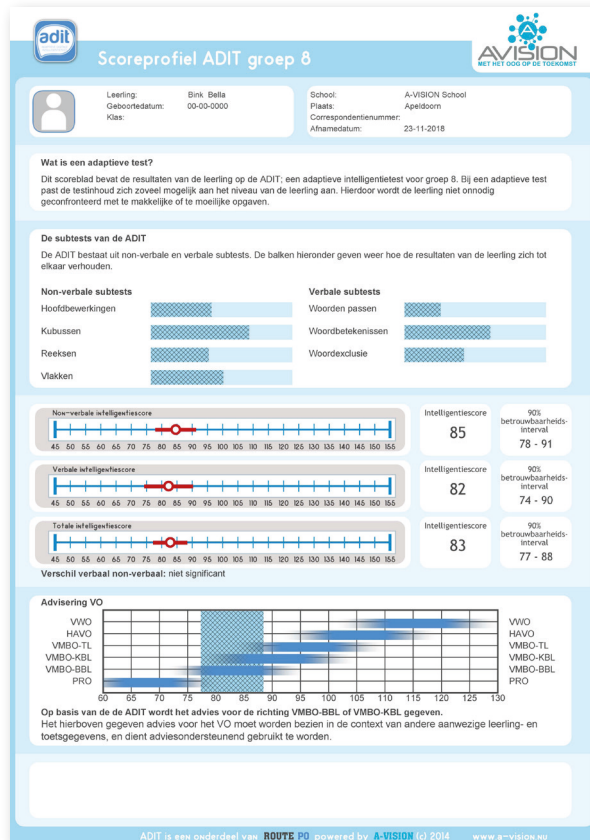 adit
Scoreprofiel ADIT groep 8
AVISION
MET HET OOG OP DE TOEKOMST
Leerling: Bink Bella
Geboortedatum: 00-00-0000
Klas:
School: A-VISION School
Plaats: Apeldoorn
Correspondentienummer:
Afnamedatum: 23-11-2018
Wat is een adaptieve test?
Dit scoreblad bevat de resultaten van de leerling op de ADIT; een adaptieve intelligentietest voor groep 8. Bij een adaptieve test
past de testinhoud zich zoveel mogelijk aan het niveau van de leerling aan. Hierdoor wordt de leerling niet onnodig
geconfronteerd met te makkelijke of te moeilijke opgaven.
De subtests van de ADIT
De ADIT bestaat uit non-verbale en verbale subtests. De balken hieronder geven weer hoe de resultaten van de leerling zich tot
elkaar verhouden.
Non-verbale subtests
Hoofdbewerkingen
Kubussen
Reeksen
Vlakken
Verbale subtests
Woorden passen
Woordbetekenissen
Woordexclusie
Non-verbale intelligentiescore
45 50 55 60 65 70 75 80 85 90 95 100 105 110 115 120 125 130 135 140 145 150 155
Intelligentiescore
85
90%
betrouwbaarheids-
interval
78 - 91
Verbale intelligentiescore
45 50 55 60 65 70 75 80 85 90 95 100 105 110 115 120 125 130 135 140 145 150 155
Intelligentiescore
82
90%
betrouwbaarheids-
interval
74 - 90
Totale intelligentiescore
45 50 55 60 65 70 75 80 85 90 95 100 105 110 115 120 125 130 135 140 145 150 155
Intelligentiescore
83
90%
betrouwbaarheids-
interval
77 - 88
Verschil verbaal non-verbaal: niet significant
Advisering VO
VWO VWO
HAVO HAVO
VMBO-TL VMBO-TL
VMBO-KBL VMBO-KBL
VMBO-BBL VMBO-BBL
PRO PRO
60 65 70 75 80 85 90 95 100 105 110 115 120 125 130
Op basis van de de ADIT wordt het advies voor de richting VMBO-BBL of VMBO-KBL gegeven.
Het hierboven gegeven advies voor het VO moet worden bezien in de context van andere aanwezige leerling- en
toetsgegevens, en dient adviesondersteunend gebruikt te worden.
ADIT is een onderdeel van ROUTE PO powered by A-VISION (c) 2014 www.a-vision.nu